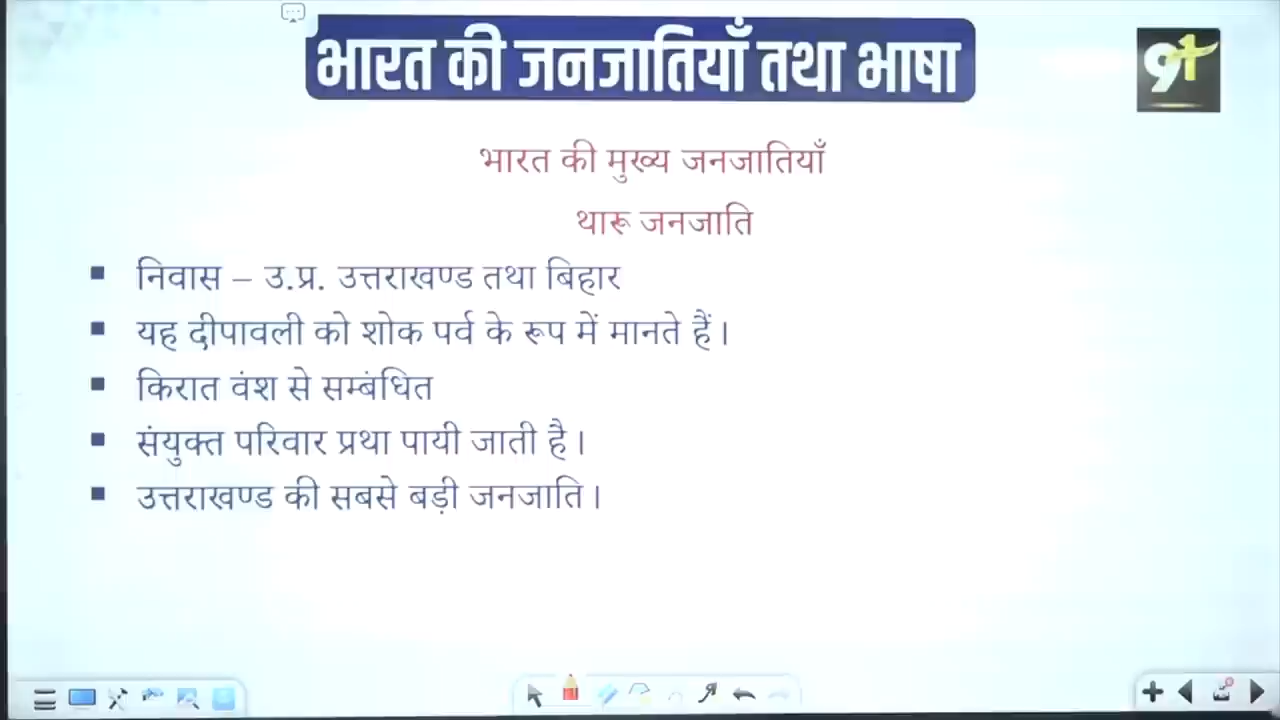 भारत की जनजातियाँ तथा भाषा
9
भारत की मुख्य जनजातियाँ
थारू जनजाति
▪ निवास – उ.प्र. उत्तराखण्ड तथा बिहार
▪ यह दीपावली को शोक पर्व के रूप में मानते हैं।
▪ किरात वंश से सम्बंधित
▪ संयुक्त परिवार प्रथा पायी जाती है।
▪ उत्तराखण्ड की सबसे बड़ी जनजाति।